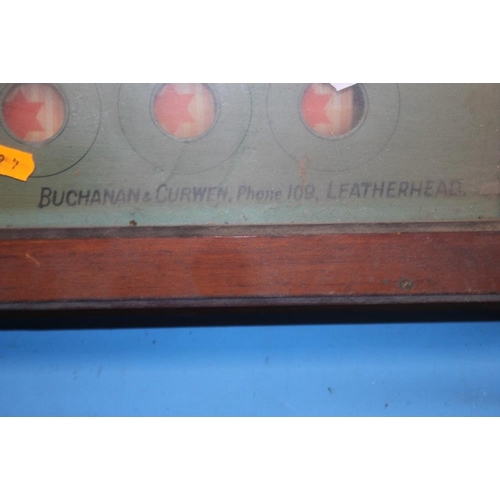 BUCHANAN & CURWEN, Phone 109, LEATHERHEAD.